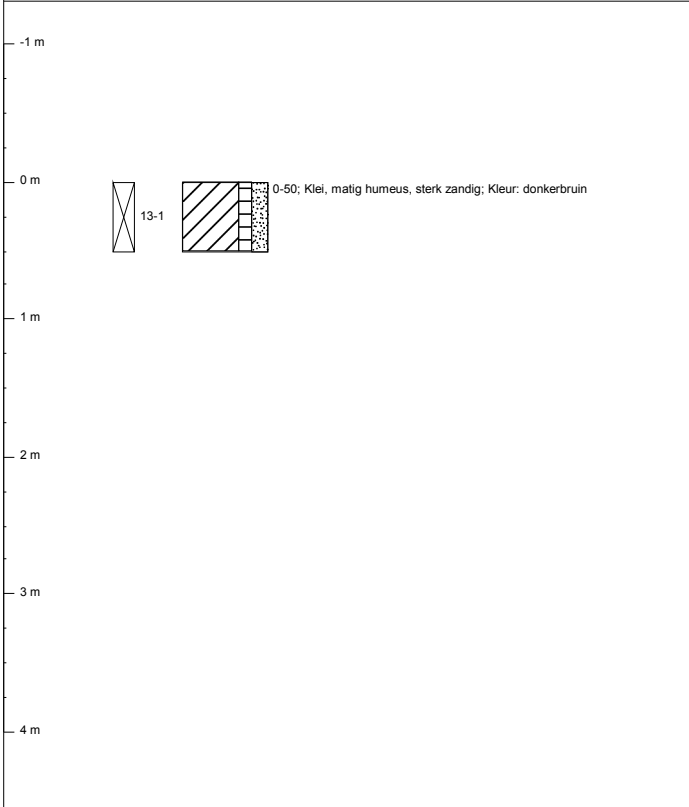 -1 m
0 m
0-50; Klei, matig humeus, sterk zandig; Kleur: donkerbruin
13-1
1 m
2 m
3 m
4 m